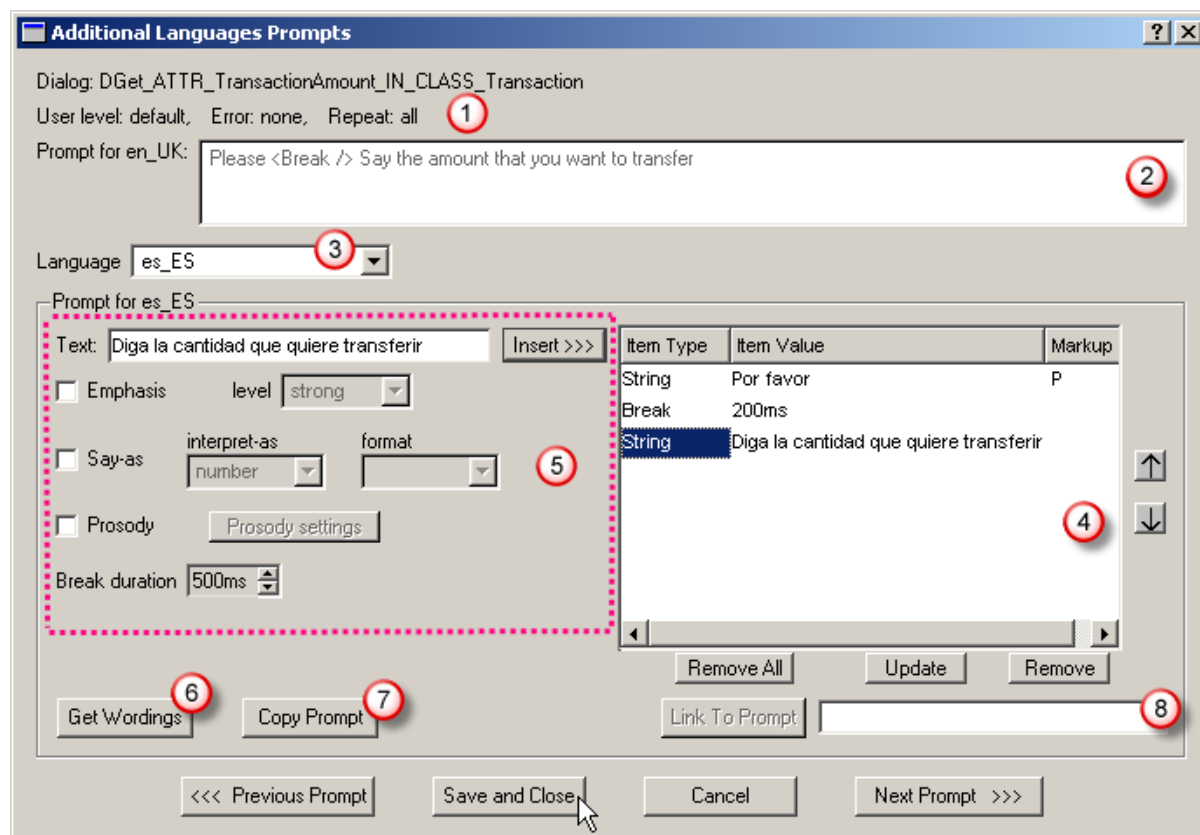 Additional Languages Prompts
Dialog: DGet_ATTR_TransactionAmount_IN_CLASS_Transaction
User level: default, Error: none, Repeat: all 1
Prompt for en_UK: Please <Break /> Say the amount that you want to transfer
2
Language es_ES 3
Prompt for es_ES
Text: Diga la cantidad que quiere transferir Insert >>>
Emphasis level strong
interpret-as format
Say-as number 5
Prosody Prosody settings
Break duration 500ms
Item Type Item Value Markup
String Por favor P
Break 200ms
String Diga la cantidad que quiere transferir
4
Remove All Update Remove
6 7
Get Wordings Copy Prompt Link To Prompt 8
<<< Previous Prompt Save and Close Cancel Next Prompt >>>